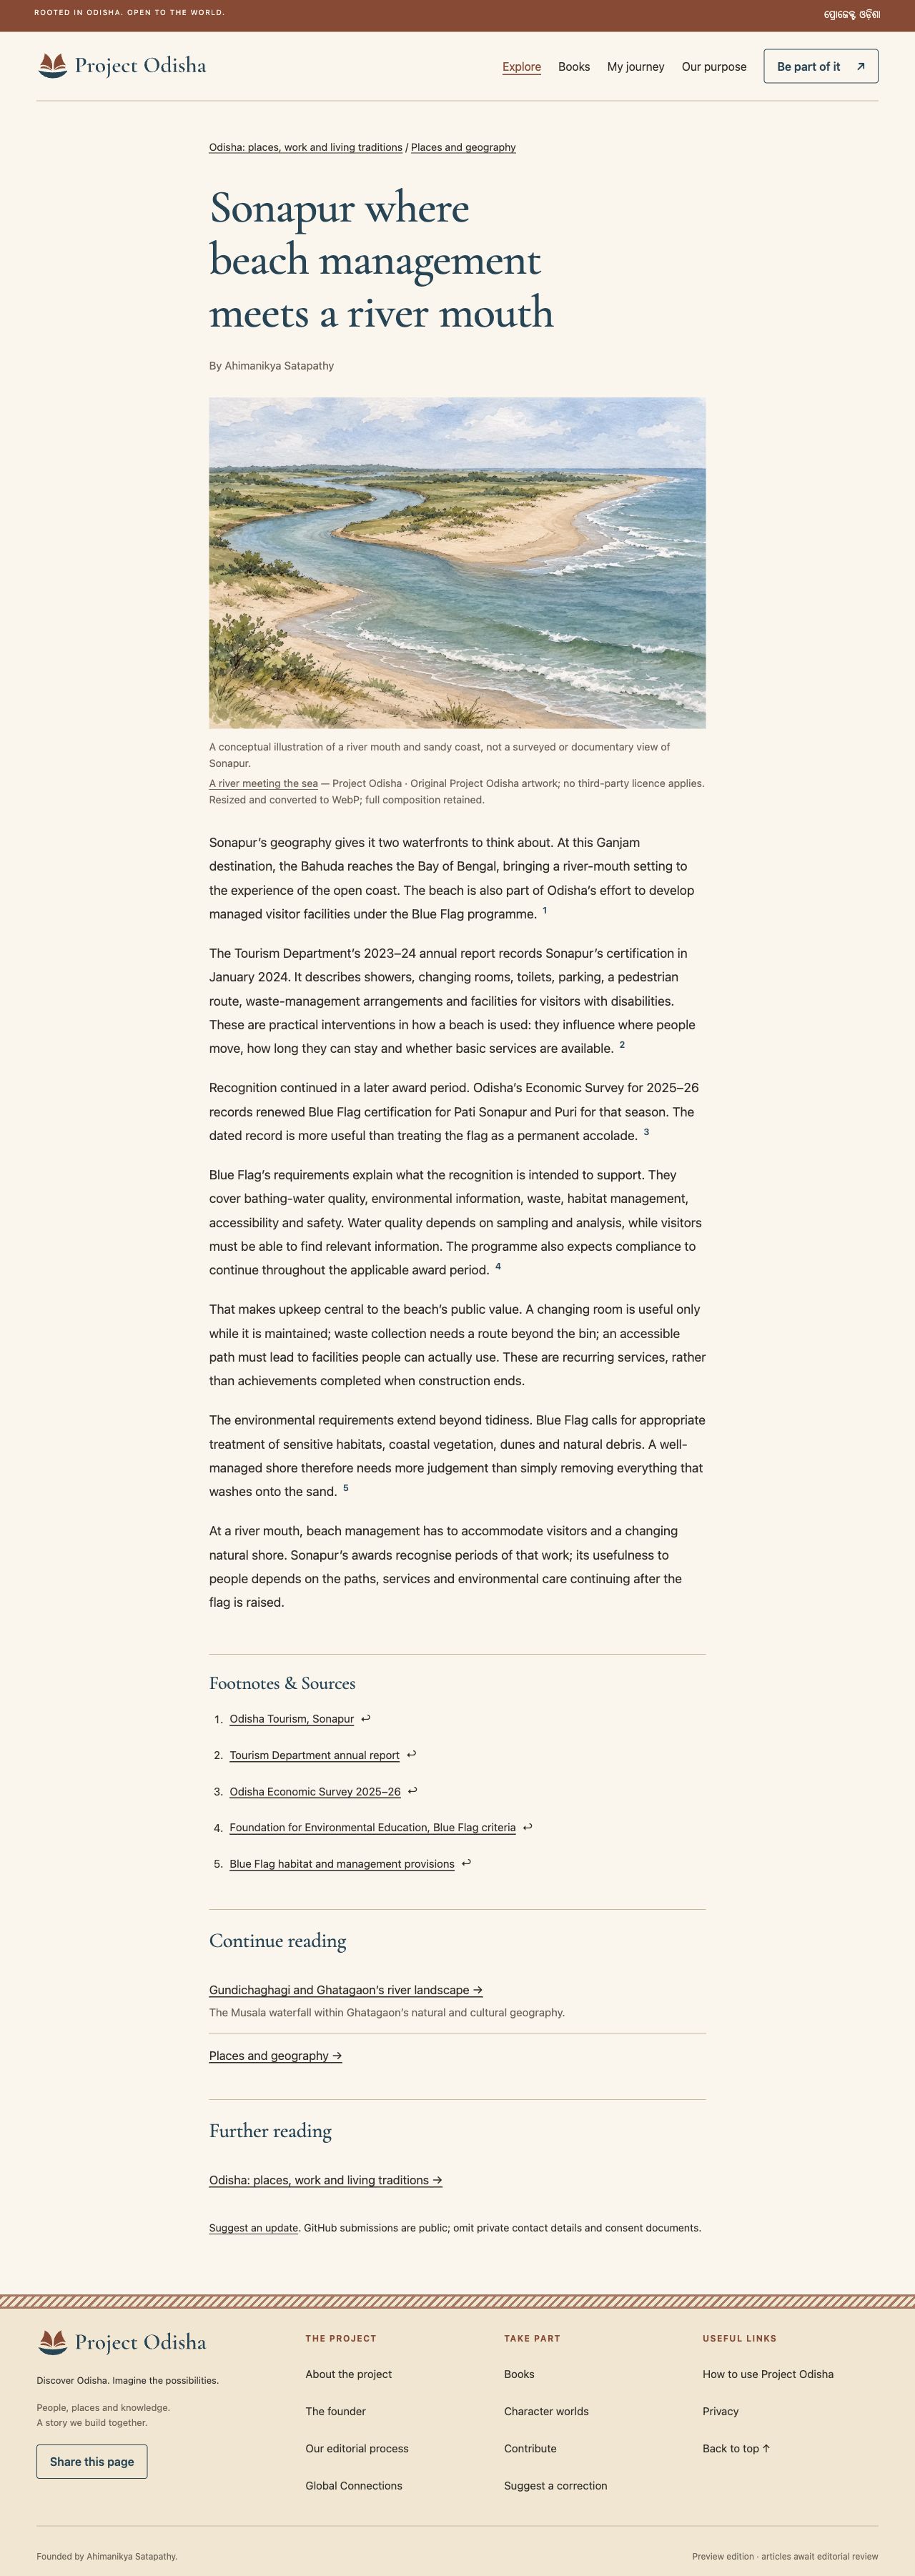 ROOTED IN ODISHA. OPEN TO THE WORLD.
ପ୍ରୋଜେକ୍ଟ ଓଡ଼ିଶା
Project Odisha
Explore
Books
My journey
Our purpose
Be part of it ↗
Odisha: places, work and living traditions / Places and geography
Sonapur where
beach management
meets a river mouth
By Ahimanikya Satapathy
A conceptual illustration of a river mouth and sandy coast, not a surveyed or documentary view of
Sonapur.
A river meeting the sea — Project Odisha · Original Project Odisha artwork; no third-party licence applies.
Resized and converted to WebP; full composition retained.
Sonapur’s geography gives it two waterfronts to think about. At this Ganjam
destination, the Bahuda reaches the Bay of Bengal, bringing a river-mouth setting to
the experience of the open coast. The beach is also part of Odisha’s effort to develop
managed visitor facilities under the Blue Flag programme. 1
The Tourism Department’s 2023–24 annual report records Sonapur’s certification in
January 2024. It describes showers, changing rooms, toilets, parking, a pedestrian
route, waste-management arrangements and facilities for visitors with disabilities.
These are practical interventions in how a beach is used: they influence where people
move, how long they can stay and whether basic services are available. 2
Recognition continued in a later award period. Odisha’s Economic Survey for 2025–26
records renewed Blue Flag certification for Pati Sonapur and Puri for that season. The
dated record is more useful than treating the flag as a permanent accolade. 3
Blue Flag’s requirements explain what the recognition is intended to support. They
cover bathing-water quality, environmental information, waste, habitat management,
accessibility and safety. Water quality depends on sampling and analysis, while visitors
must be able to find relevant information. The programme also expects compliance to
continue throughout the applicable award period. 4
That makes upkeep central to the beach’s public value. A changing room is useful only
while it is maintained; waste collection needs a route beyond the bin; an accessible
path must lead to facilities people can actually use. These are recurring services, rather
than achievements completed when construction ends.
The environmental requirements extend beyond tidiness. Blue Flag calls for appropriate
treatment of sensitive habitats, coastal vegetation, dunes and natural debris. A well-
managed shore therefore needs more judgement than simply removing everything that
washes onto the sand. 5
At a river mouth, beach management has to accommodate visitors and a changing
natural shore. Sonapur’s awards recognise periods of that work; its usefulness to
people depends on the paths, services and environmental care continuing after the
flag is raised.
Footnotes & Sources
1. Odisha Tourism, Sonapur ↩
2. Tourism Department annual report ↩
3. Odisha Economic Survey 2025–26 ↩
4. Foundation for Environmental Education, Blue Flag criteria ↩
5. Blue Flag habitat and management provisions ↩
Continue reading
Gundichaghagi and Ghatagaon’s river landscape →
The Musala waterfall within Ghatagaon’s natural and cultural geography.
Places and geography →
Further reading
Odisha: places, work and living traditions →
Suggest an update. GitHub submissions are public; omit private contact details and consent documents.
Project Odisha
Discover Odisha. Imagine the possibilities.
People, places and knowledge.
A story we build together.
Share this page
THE PROJECT
About the project
The founder
Our editorial process
Global Connections
TAKE PART
Books
Character worlds
Contribute
Suggest a correction
USEFUL LINKS
How to use Project Odisha
Privacy
Back to top ↑
Founded by Ahimanikya Satapathy.
Preview edition · articles await editorial review